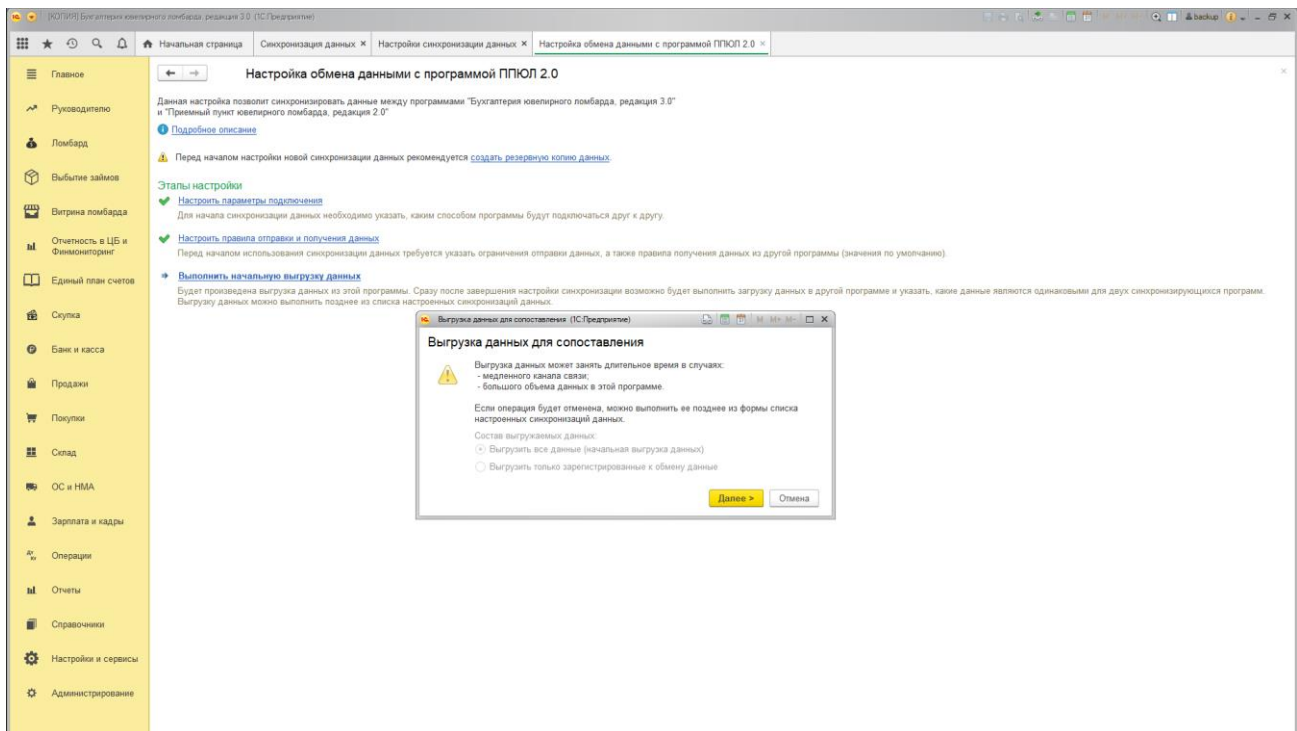 [КОПИЯ] Бухгалтерия ювелирного ломбарда, редакция 3.0 (1С:Предприятие)
backup
Начальная страница
Синхронизация данных
Настройки синхронизации данных
Настройка обмена данными с программой ППЮЛ 2.0
Главное
Руководителю
Ломбард
Выбытие займов
Витрина ломбарда
Отчетность в ЦБ и
Финмониторинг
Единый план счетов
Скупка
Банк и касса
Продажи
Покупки
Склад
ОС и НМА
Зарплата и кадры
Операции
Отчеты
Справочники
Настройки и сервисы
Администрирование
Настройка обмена данными с программой ППЮЛ 2.0
Данная настройка позволит синхронизировать данные между программами "Бухгалтерия ювелирного ломбарда, редакция 3.0"
и "Приемный пункт ювелирного ломбарда, редакция 2.0"
Подробное описание
Перед началом настройки новой синхронизации данных рекомендуется создать резервную копию данных.
Этапы настройки
Настроить параметры подключения
Для начала синхронизации данных необходимо указать, каким способом программы будут подключаться друг к другу.
Настроить правила отправки и получения данных
Перед началом использования синхронизации данных требуется указать ограничения отправки данных, а также правила получения данных из другой программы (значения по умолчанию).
Выполнить начальную выгрузку данных
Будет произведена выгрузка данных из этой программы. Сразу после завершения настройки синхронизации возможно будет выполнить загрузку данных в другой программе и указать, какие данные являются одинаковыми для двух синхронизирующихся программ.
Выгрузку данных можно выполнить позднее из списка настроенных синхронизаций данных.
Выгрузка данных для сопоставления (1С:Предприятие)
M M+ M-
Выгрузка данных для сопоставления
Выгрузка данных может занять длительное время в случаях:
- медленного канала связи;
- большого объема данных в этой программе.
Если операция будет отменена, можно выполнить ее позднее из формы списка
настроенных синхронизаций данных.
Состав выгружаемых данных:
Выгрузить все данные (начальная выгрузка данных)
Выгрузить только зарегистрированные к обмену данные
Далее >
Отмена